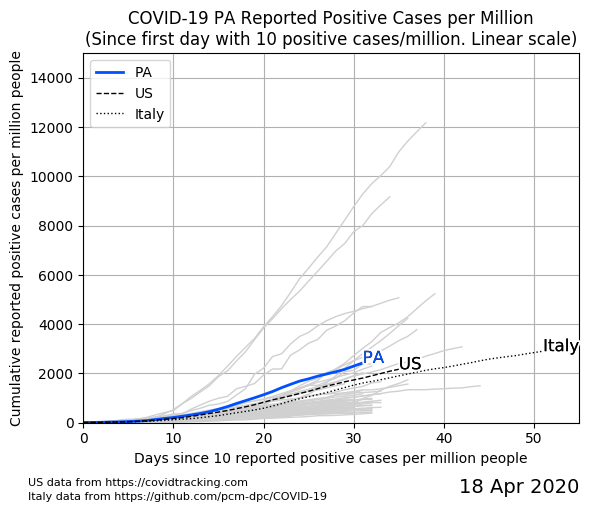 COVID-19 PA Reported Positive Cases per Million
(Since first day with 10 positive cases/million. Linear scale)
Cumulative reported positive cases per million people
14000
12000
10000
8000
6000
4000
2000
0
PA
US
Italy
PA
US
Italy
0 10 20 30 40 50
Days since 10 reported positive cases per million people
US data from https://covidtracking.com
Italy data from https://github.com/pcm-dpc/COVID-19
18 Apr 2020